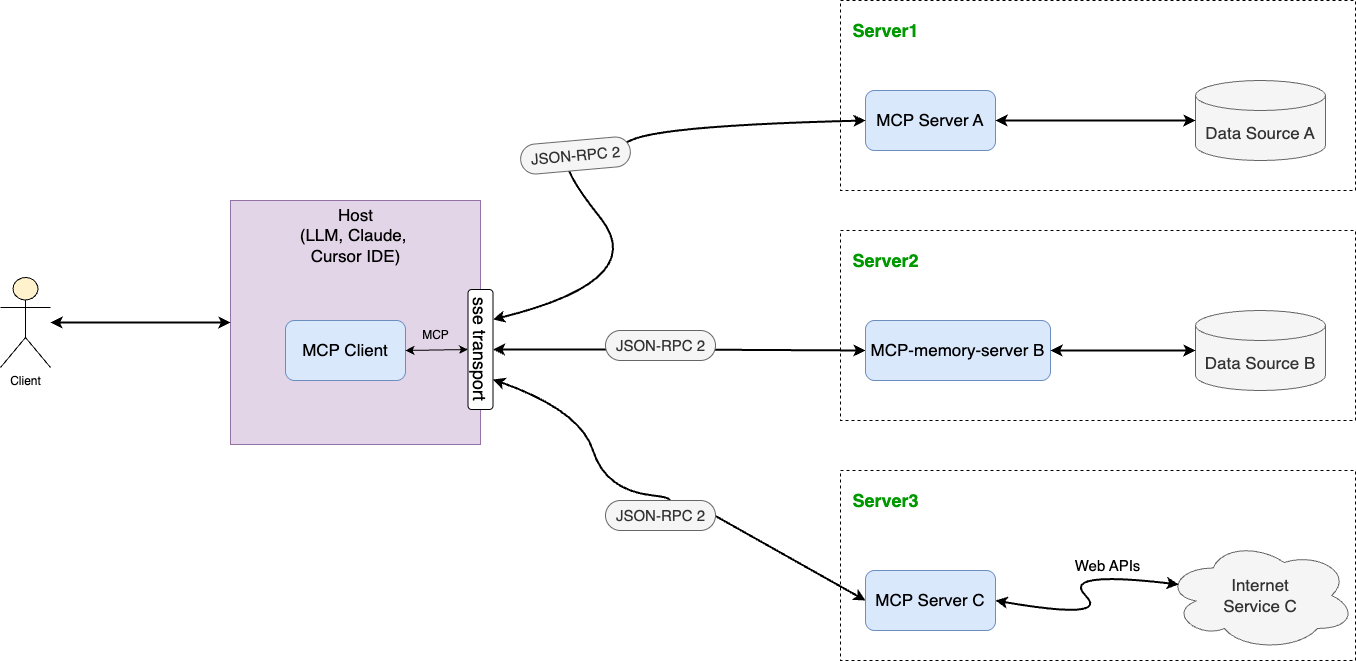 Server1
MCP Server A
Data Source A
JSON-RPC 2
Host
(LLM, Claude,
Cursor IDE)
Server2
sse transport
MCP Client
MCP
JSON-RPC 2
MCP-memory-server B
Data Source B
Client
Server3
JSON-RPC 2
Web APIs
MCP Server C
Internet
Service C